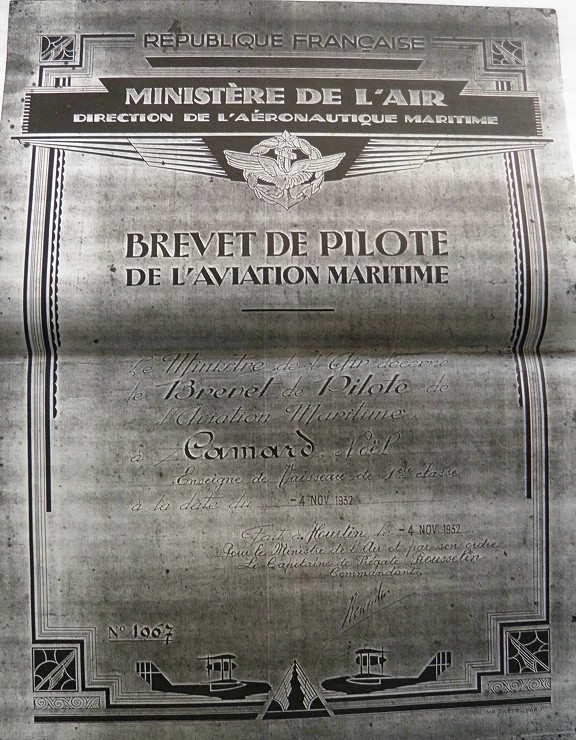 RÉPUBLIQUE FRANÇAISE
MINISTÈRE DE L'AIR
DIRECTION DE L'AÉRONAUTIQUE MARITIME
BREVET DE PILOTE
DE L'AVIATION MARITIME
Le Ministre de l'Air décerne
le Brevet de Pilote de
l'Aviation Maritime,
à Camard, Noël
Enseigne de Vaisseau de 1ère classe
à la date du -4 NOV 1932
Fait à Hourtin, le -4 NOV 1932
Pour le Ministre de l'Air et par son ordre
Le Capitaine de Frégate Rousselin
Commandant,
N° 1967